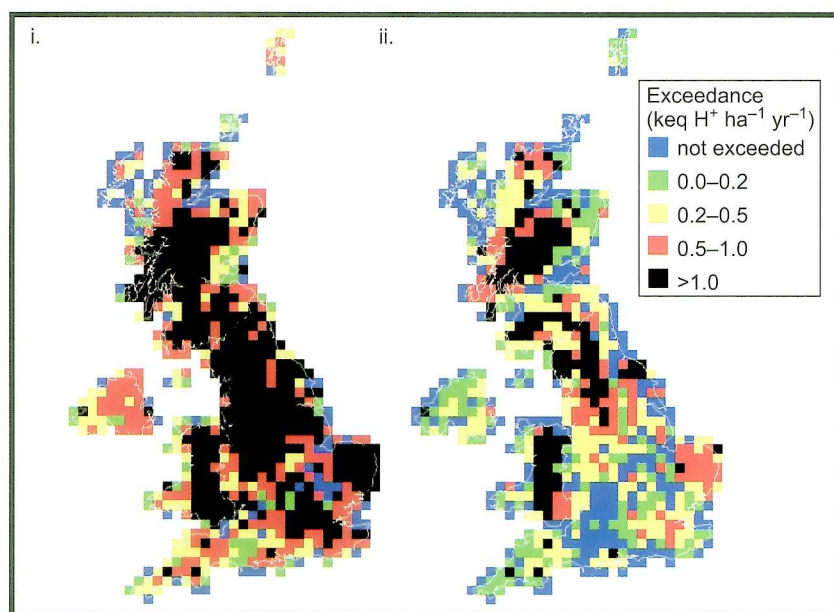 i.
ii.
Exceedance
(keq H⁺ ha⁻¹ yr⁻¹)
not exceeded
0.0–0.2
0.2–0.5
0.5–1.0
>1.0